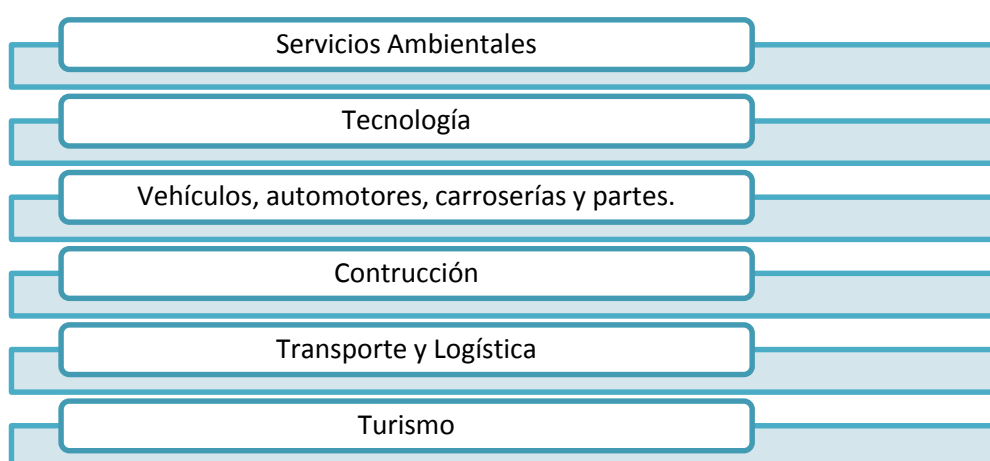 Servicios Ambientales
Tecnología
Vehículos, automotores, carroserías y partes.
Contrucción
Transporte y Logística
Turismo